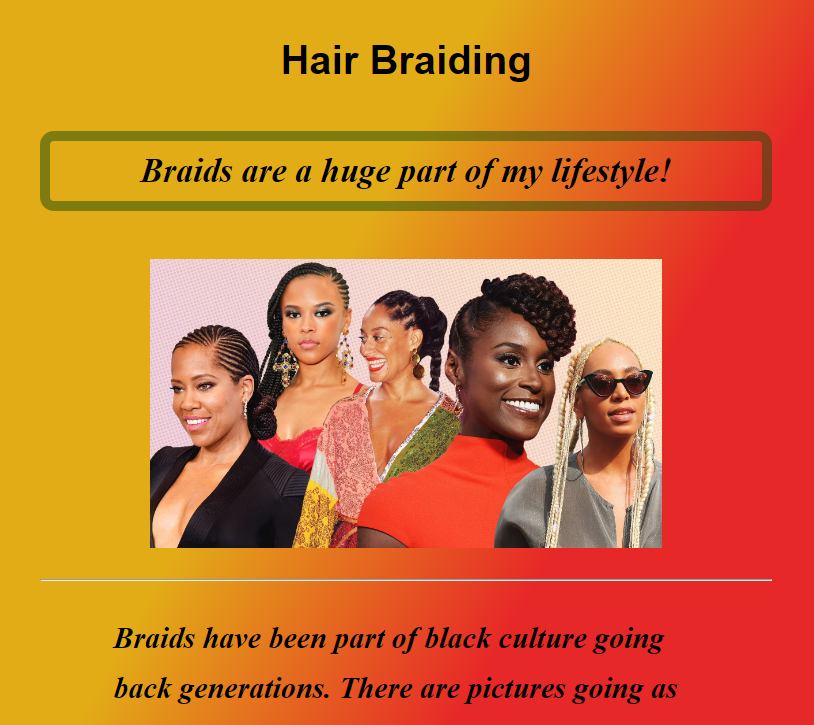 Hair Braiding
Braids are a huge part of my lifestyle!
Braids have been part of black culture going
back generations. There are pictures going as